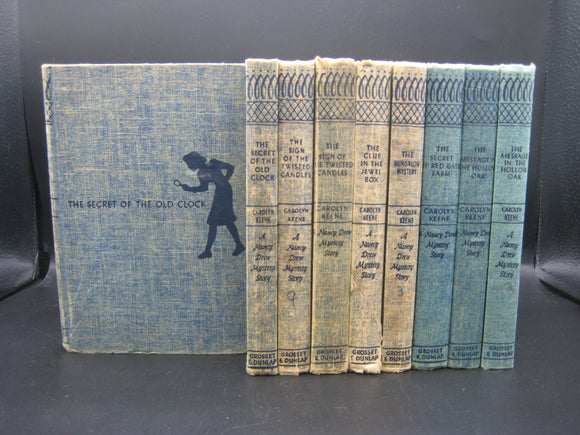 THE SECRET OF THE OLD CLOCK
THE
SECRET
OF THE
OLD
CLOCK
CAROLYN
KEENE
A
Nancy
Drew
Mystery
Story
GROSSET
& DUNLAP
THE
SIGN
OF THE
TWISTED
CANDLES
CAROLYN
KEENE
A
Nancy
Drew
Mystery
Story
9
GROSSET
& DUNLAP
THE
SIGN OF
E TWISTED
CANDLES
CAROLYN
KEENE
A
Nancy Drew
Mystery
Story
GROSSET
& DUNLAP
THE
CLUE
IN THE
JEWEL
BOX
CAROLYN
KEENE
A
Nancy
Drew
Mystery
Story
GROSSET
& DUNLAP
THE
BUNGALOW
MYSTERY
CAROLYN
KEENE
A
Nancy
Drew
Mystery
Story
3
GROSSET
& DUNLAP
THE
SECRET
F RED GATE
FARM
CAROLYN
KEENE
A
Nancy Drew
Mystery
Story
GROSSET
& DUNLAP
THE
MESSAGE I
THE HOLLOW
OAK
CAROLYN
KEENE
A
Nancy Drew
Mystery
Story
GROSSET
& DUNLAP
THE
MESSAGE
IN THE
HOLLOW
OAK
CAROLYN
KEENE
A
Nancy
Drew
Mystery
Story
GROSSET
& DUNLAP